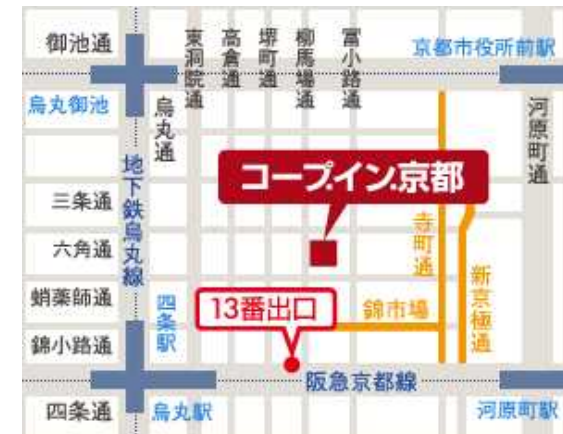 御池通
東洞院通
高倉通
堺町通
柳馬場通
富小路通
京都市役所前駅
烏丸御池
烏丸通
河原町通
地下鉄烏丸線
コープ.イン.京都
三条通
六角通
寺町通
新京極通
蛸薬師通
四条駅
13番出口
錦市場
錦小路通
阪急京都線
四条通
烏丸駅
河原町駅